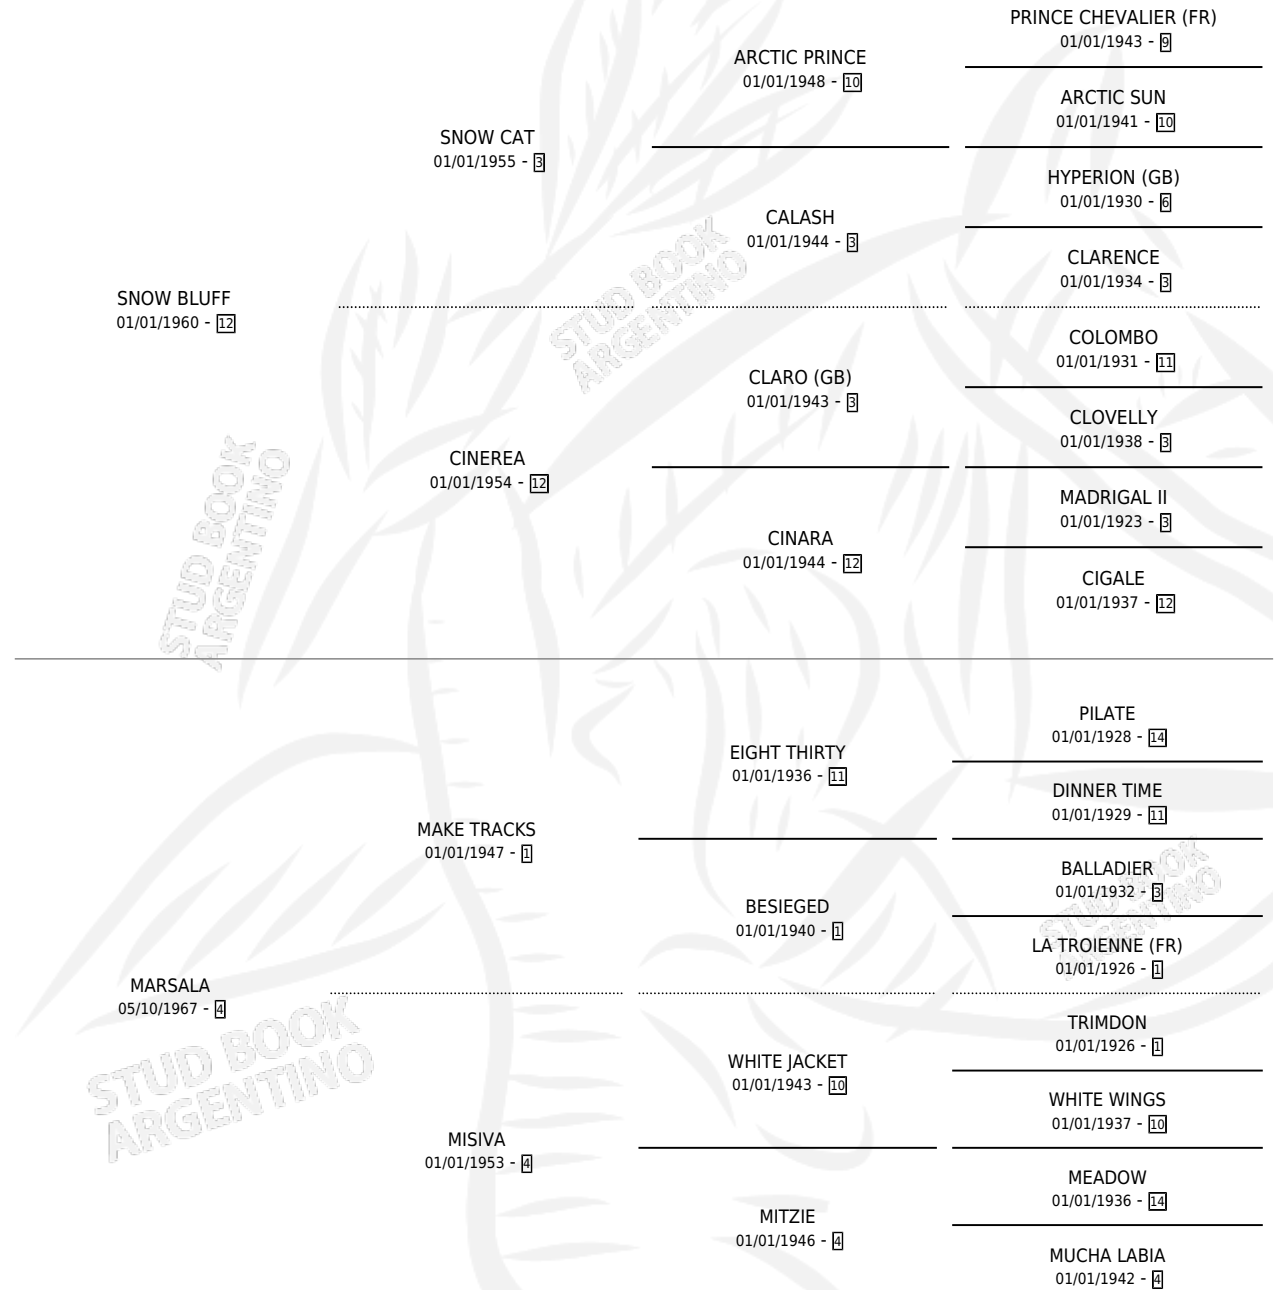 PRINCE CHEVALIER (FR)
01/01/1943 - 9
ARCTIC PRINCE
01/01/1948 - 10
ARCTIC SUN
01/01/1941 - 10
SNOW CAT
01/01/1955 - 3
HYPERION (GB)
01/01/1930 - 6
CALASH
01/01/1944 - 3
CLARENCE
01/01/1934 - 3
SNOW BLUFF
01/01/1960 - 12
STUD BOOK
ARGENTINO
COLOMBO
01/01/1931 - 11
CLARO (GB)
01/01/1943 - 3
CLOVELLY
01/01/1938 - 3
CINEREA
01/01/1954 - 12
MADRIGAL II
01/01/1923 - 3
CINARA
01/01/1944 - 12
CIGALE
01/01/1937 - 12
STUD BOOK
ARGENTINO
PILATE
01/01/1928 - 14
EIGHT THIRTY
01/01/1936 - 11
DINNER TIME
01/01/1929 - 11
MAKE TRACKS
01/01/1947 - 1
BALLADIER
01/01/1932 - 3
BESIEGED
01/01/1940 - 1
STUD BOOK
ARGENTINO
LA TROIENNE (FR)
01/01/1926 - 1
MARSALA
05/10/1967 - 4
STUD BOOK
ARGENTINO
TRIMDON
01/01/1926 - 1
WHITE JACKET
01/01/1943 - 10
WHITE WINGS
01/01/1937 - 10
MISIVA
01/01/1953 - 4
MEADOW
01/01/1936 - 14
MITZIE
01/01/1946 - 4
MUCHA LABIA
01/01/1942 - 4